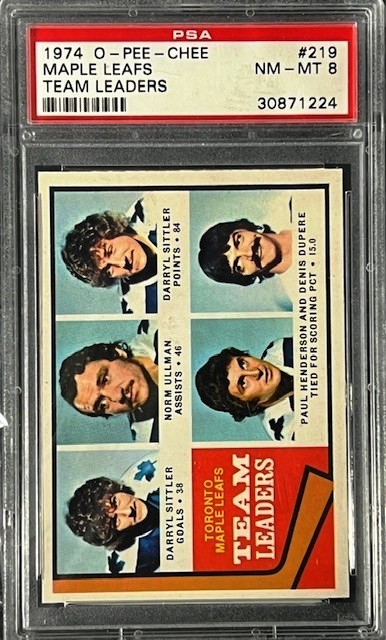 PSA
1974 O-PEE-CHEE #219
MAPLE LEAFS NM-MT 8
TEAM LEADERS
30871224
DARRYL SITTLER
GOALS • 38
NORM ULLMAN
ASSISTS • 46
DARRYL SITTLER
POINTS • 84
TORONTO
MAPLE LEAFS
TEAM
LEADERS
PAUL HENDERSON AND DENIS DUPERE
TIED FOR SCORING PCT • 15.0